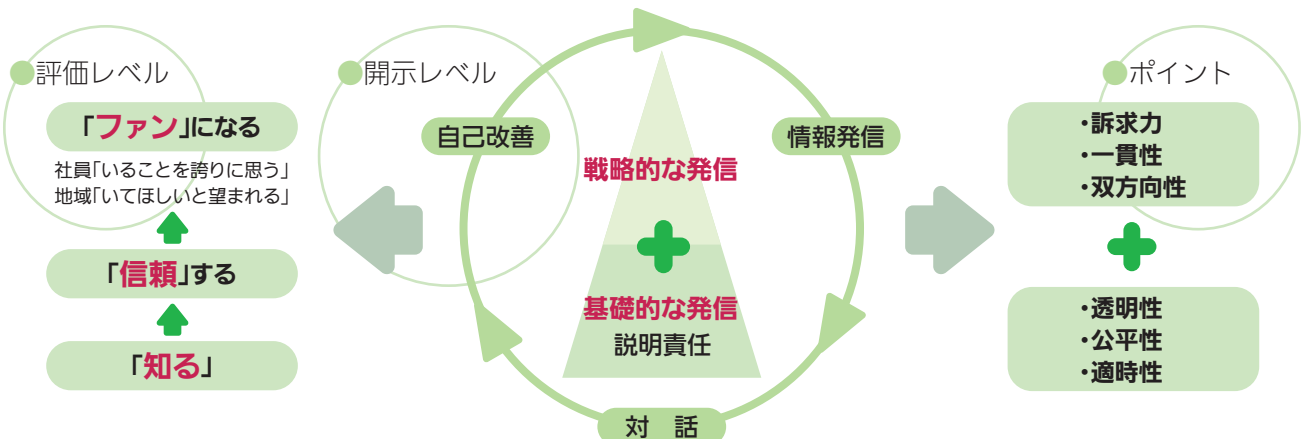 評価レベル
「ファン」になる
社員「いることを誇りに思う」
地域「いてほしいと望まれる」
「信頼」する
「知る」
開示レベル
自己改善
情報発信
戦略的な発信
基礎的な発信
説明責任
対 話
ポイント
・訴求力
・一貫性
・双方向性
・透明性
・公平性
・適時性